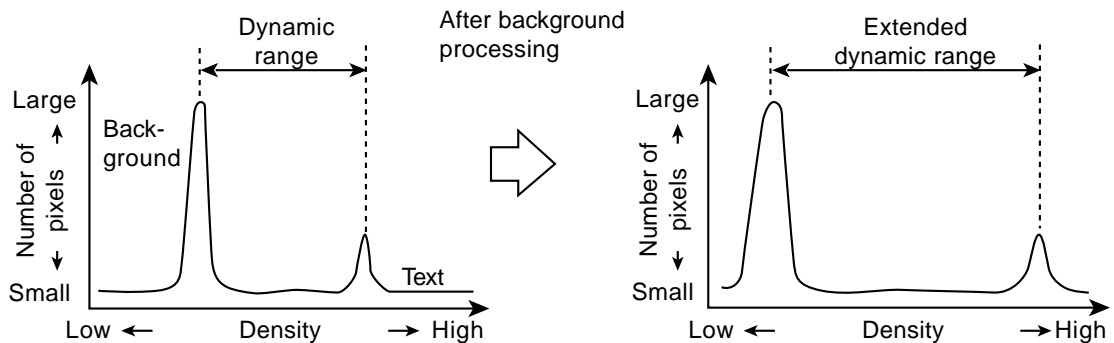 Dynamic
range
Large
Back-
ground
Number of
pixels
Small
Text
Low
Density
High
After background
processing
Extended
dynamic range
Large
Number of
pixels
Small
Low
Density
High